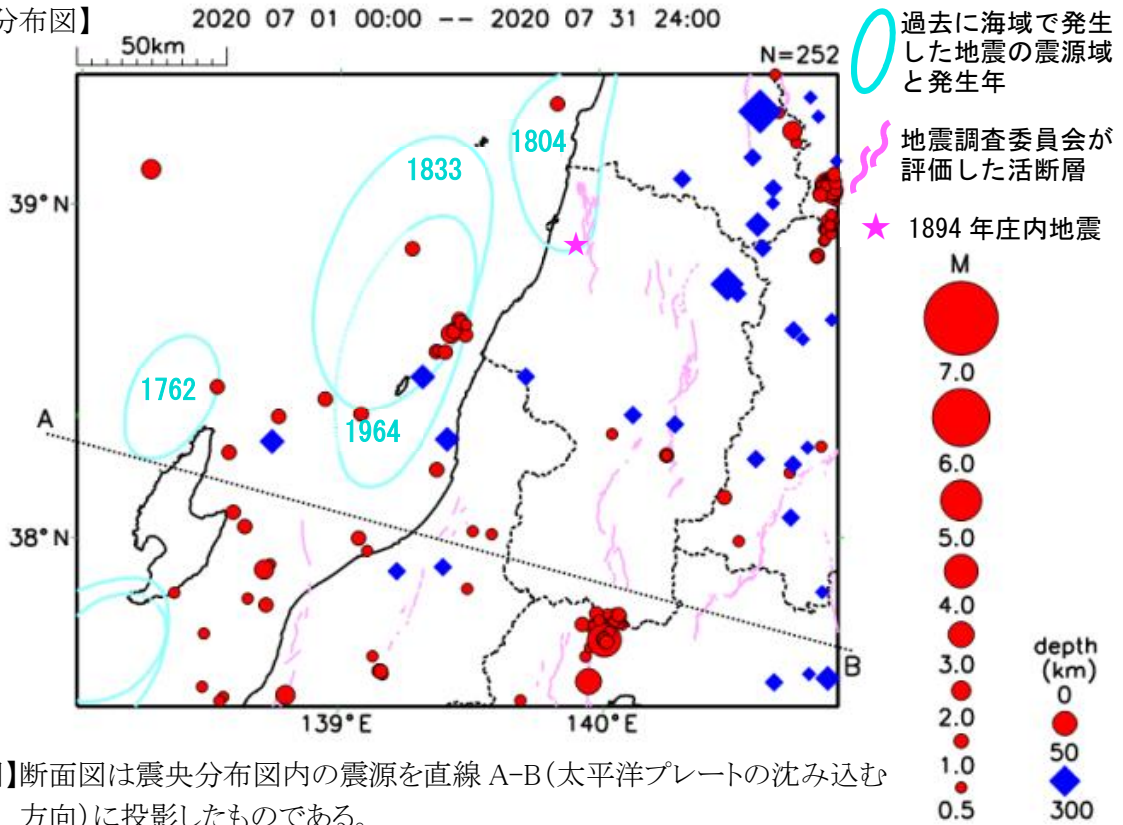 分布図】
2020 07 01 00:00 -- 2020 07 31 24:00
50km
N=252
過去に海域で発生
した地震の震源域
と発生年
地震調査委員会が
評価した活断層
1894 年庄内地震
1804
1833
39°N
1762
1964
A
38°N
B
139°E
140°E
M
7.0
6.0
5.0
4.0
3.0
2.0
1.0
0.5
depth
(km)
0
50
300
】断面図は震央分布図内の震源を直線 A-B(太平洋プレートの沈み込む
方向)に投影したものである。